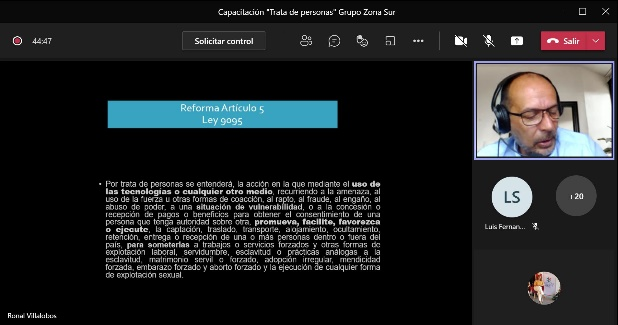 Capacitación "Trata de personas" Grupo Zona Sur
44:47
Solicitar control
Salir
Reforma Artículo 5
Ley 9095
• Por trata de personas se entenderá, la acción en la que mediante el uso de
las tecnologías o cualquier otro medio, recurriendo a la amenaza, al
uso de la fuerza u otras formas de coacción, al rapto, al fraude, al engaño, al
abuso de poder, a una situación de vulnerabilidad, o a la concesión o
recepción de pagos o beneficios para obtener el consentimiento de una
persona que tenga autoridad sobre otra, promueva, facilite, favorezca
o ejecute, la captación, traslado, transporte, alojamiento, ocultamiento,
retención, entrega o recepción de una o más personas dentro o fuera del
país, para someterlas a trabajos o servicios forzados y otras formas de
explotación laboral, servidumbre, esclavitud o prácticas análogas a la
esclavitud, matrimonio servil o forzado, adopción irregular, mendicidad
forzada, embarazo forzado y aborto forzado y la ejecución de cualquier forma
de explotación sexual.
LS
+20
Luis Fernan...
Ronal Villalobos